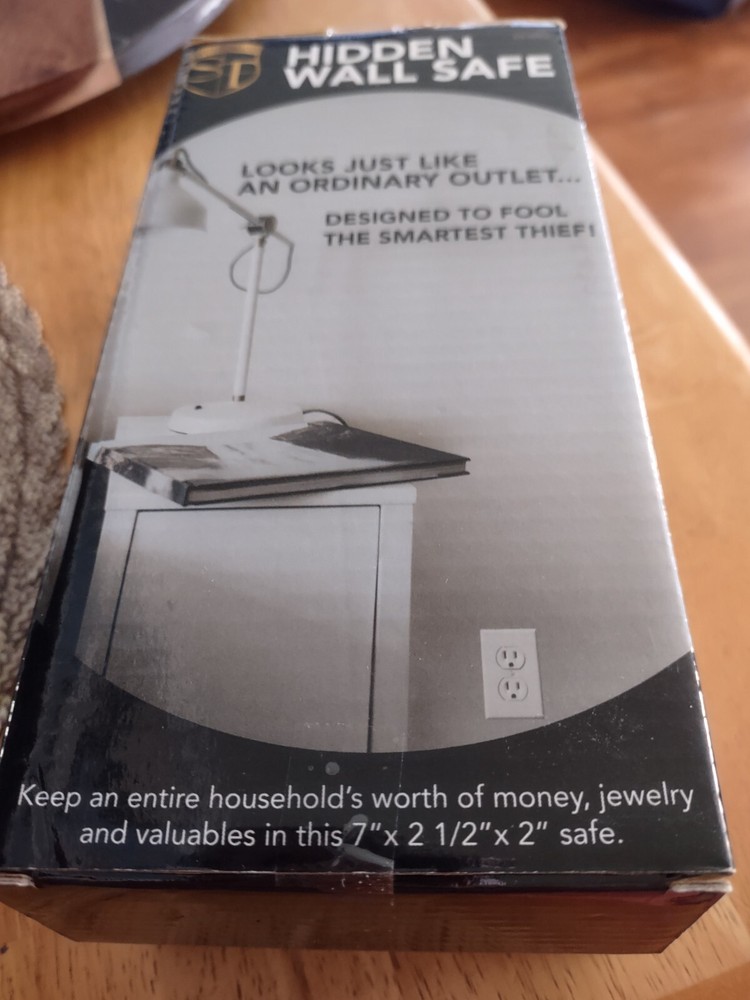 SD
HIDDEN
WALL SAFE
LOOKS JUST LIKE
AN ORDINARY OUTLET...
DESIGNED TO FOOL
THE SMARTEST THIEF!
Keep an entire household's worth of money, jewelry
and valuables in this 7"x 2 1/2"x 2" safe.